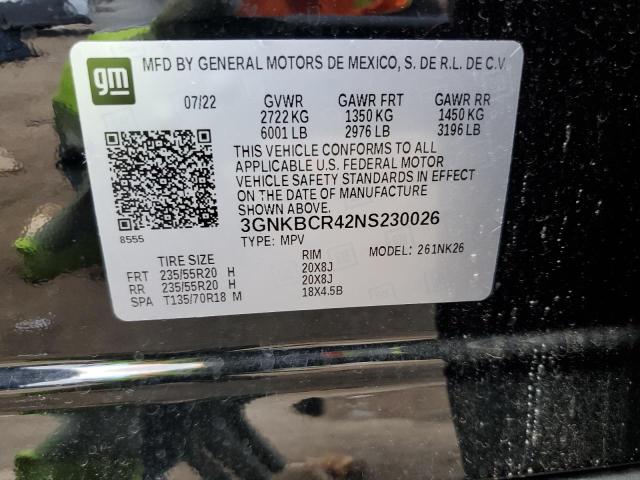 gm
MFD BY GENERAL MOTORS DE MEXICO, S. DE R.L. DE C.V.
07/22 GVWR GAWR FRT GAWR RR
2722 KG 1350 KG 1450 KG
6001 LB 2976 LB 3196 LB
THIS VEHICLE CONFORMS TO ALL
APPLICABLE U.S. FEDERAL MOTOR
VEHICLE SAFETY STANDARDS IN EFFECT
ON THE DATE OF MANUFACTURE
SHOWN ABOVE.
3GNKBCR42NS230026
8555
TYPE: MPV MODEL: 261NK26
TIRE SIZE RIM
FRT 235/55R20 H 20X8J
RR 235/55R20 H 20X8J
SPA T135/70R18 M 18X4.5B